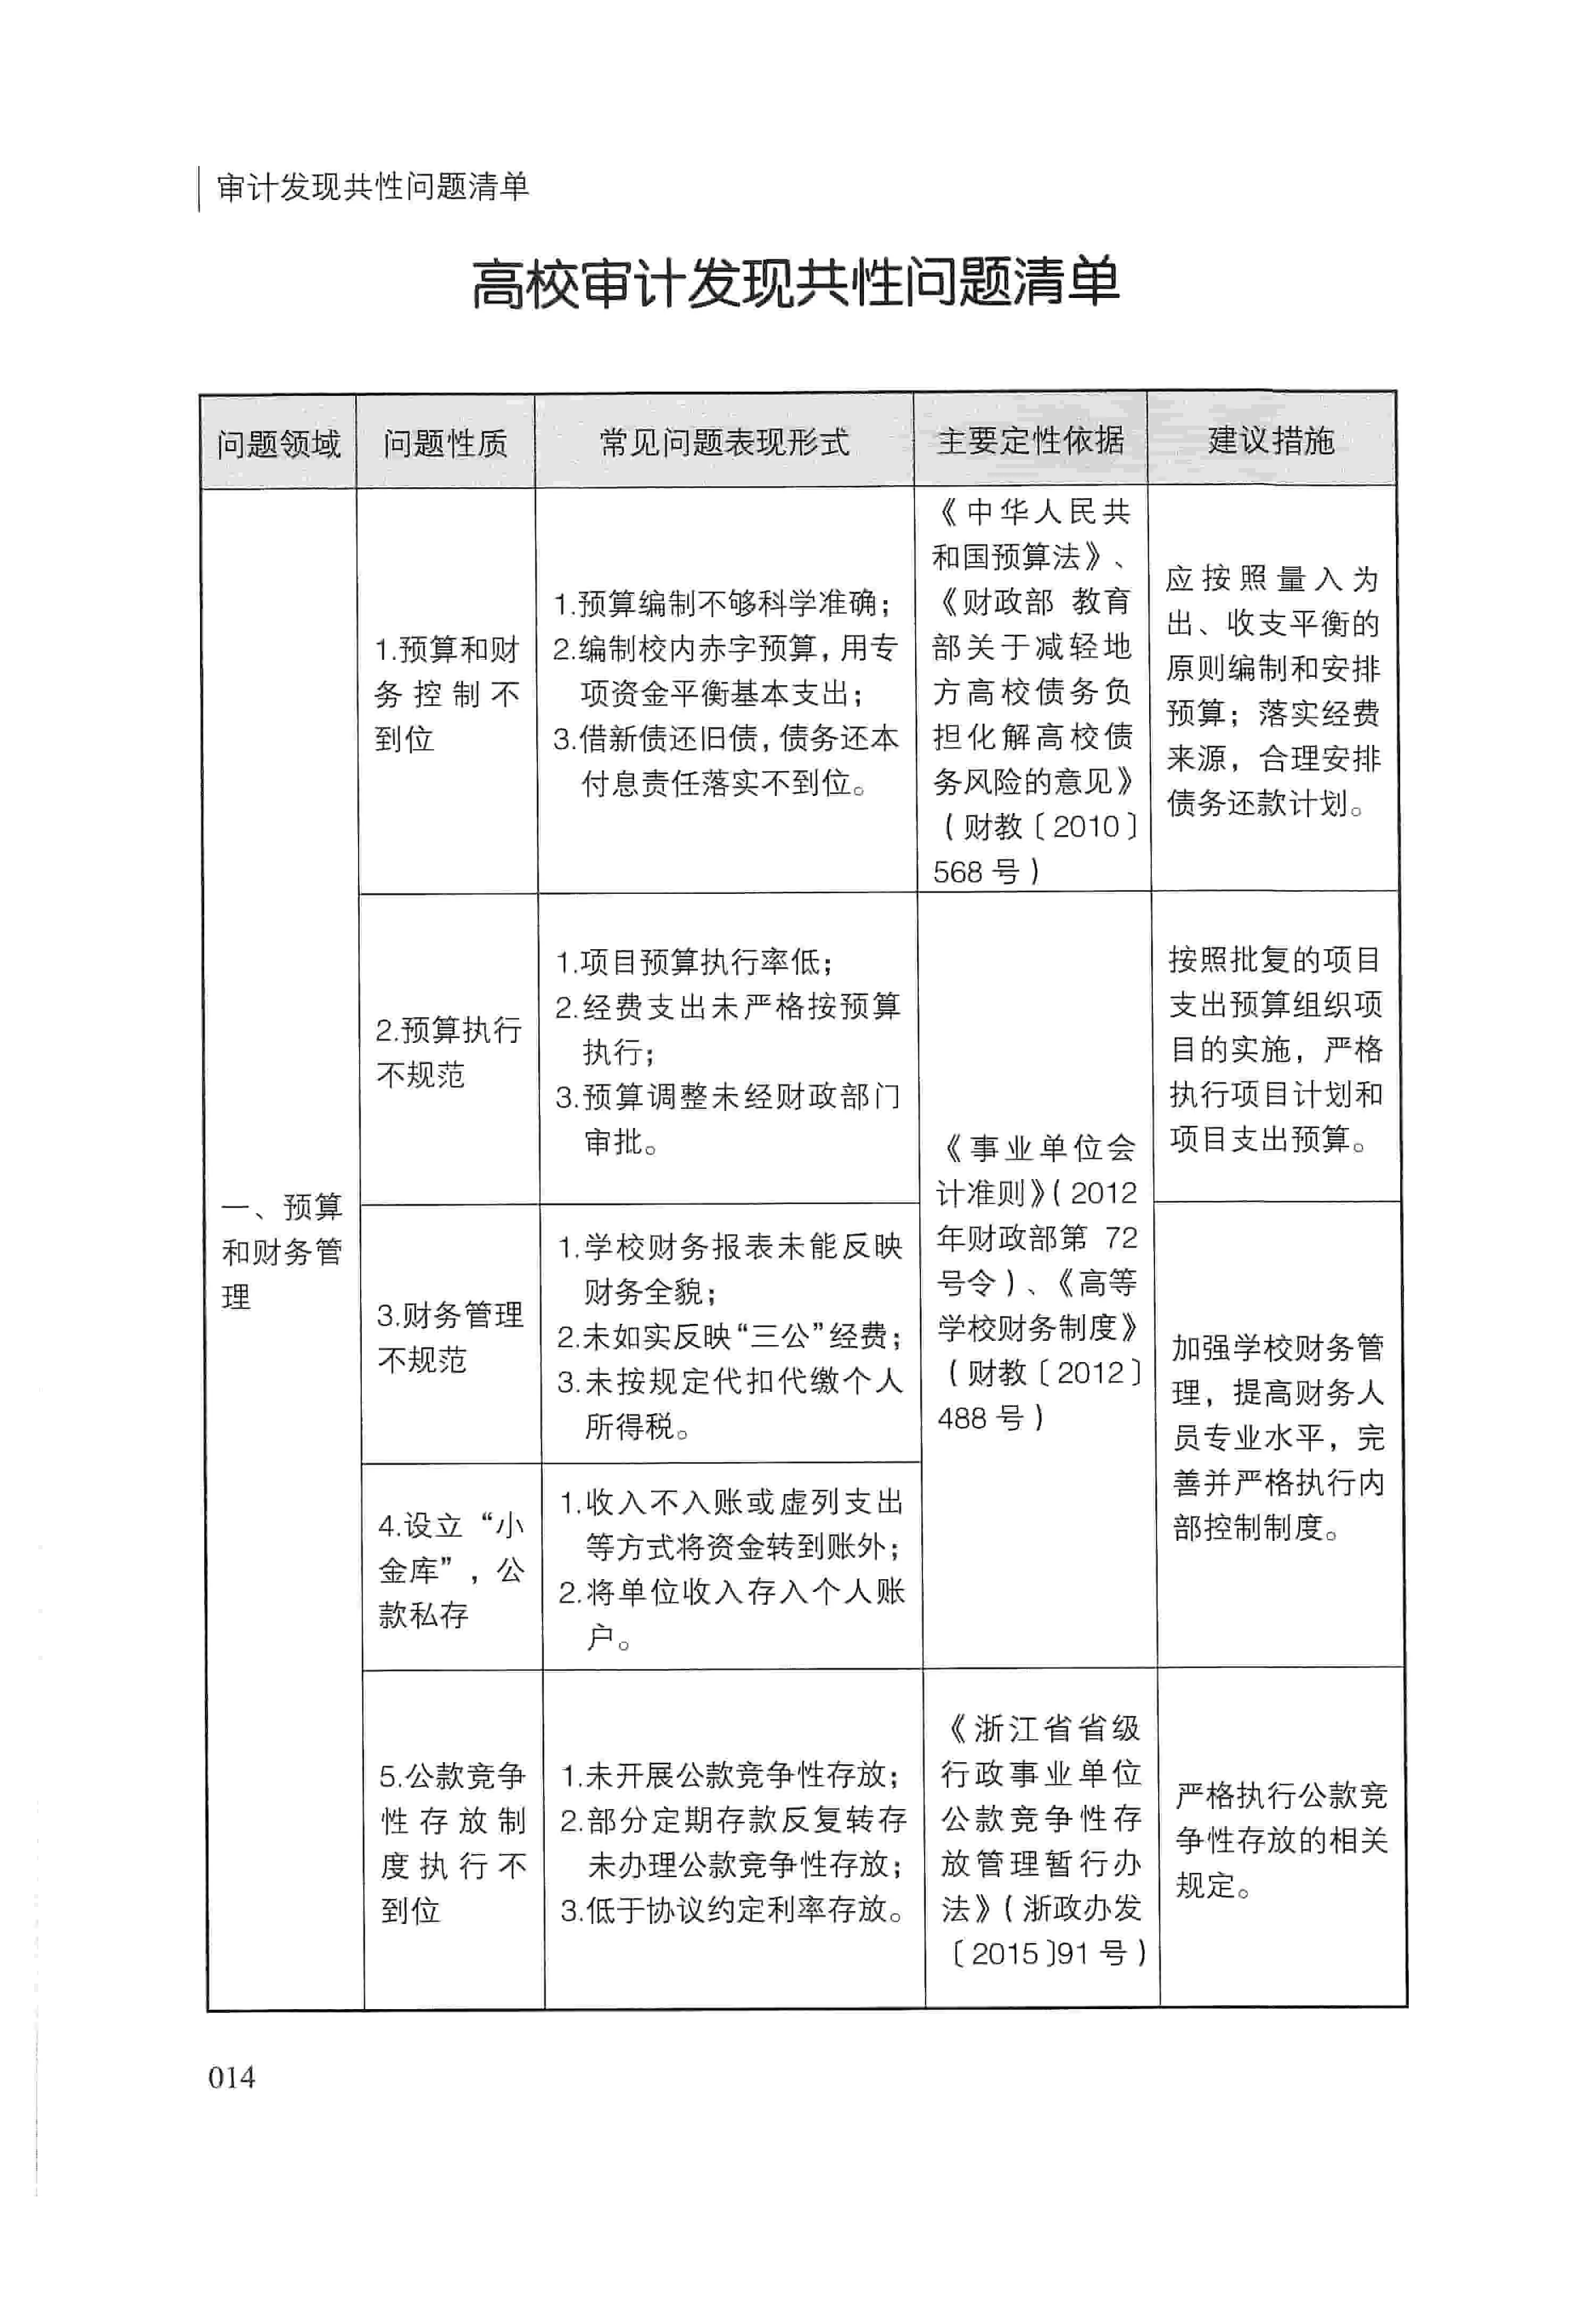 审计发现共性问题清单
高校审计发现共性问题清单
问题领域
问题性质
常见问题表现形式
主要定性依据
建议措施
一、预算
和财务管
理
1.预算和财
务控制不
到位
1.预算编制不够科学准确；
2.编制校内赤字预算，用专
项资金平衡基本支出；
3.借新债还旧债，债务还本
付息责任落实不到位。
《中华人民共
和国预算法》、
《财政部 教育
部关于减轻地
方高校债务负
担化解高校债
务风险的意见》
（财教〔2010〕
568号）
应按照量入为
出、收支平衡的
原则编制和安排
预算；落实经费
来源，合理安排
债务还款计划。
2.预算执行
不规范
1.项目预算执行率低；
2.经费支出未严格按预算
执行；
3.预算调整未经财政部门
审批。
《事业单位会
计准则》（2012
年财政部第 72
号令）、《高等
学校财务制度》
（财教〔2012〕
488号）
按照批复的项目
支出预算组织项
目的实施，严格
执行项目计划和
项目支出预算。
3.财务管理
不规范
1.学校财务报表未能反映
财务全貌；
2.未如实反映“三公”经费；
3.未按规定代扣代缴个人
所得税。
加强学校财务管
理，提高财务人
员专业水平，完
善并严格执行内
部控制制度。
4.设立“小
金库”，公
款私存
1.收入不入账或虚列支出
等方式将资金转到账外；
2.将单位收入存入个人账
户。
5.公款竞争
性存放制
度执行不
到位
1.未开展公款竞争性存放；
2.部分定期存款反复转存
未办理公款竞争性存放；
3.低于协议约定利率存放。
《浙江省省级
行政事业单位
公款竞争性存
放管理暂行办
法》（浙政办发
〔2015〕91号）
严格执行公款竞
争性存放的相关
规定。
014